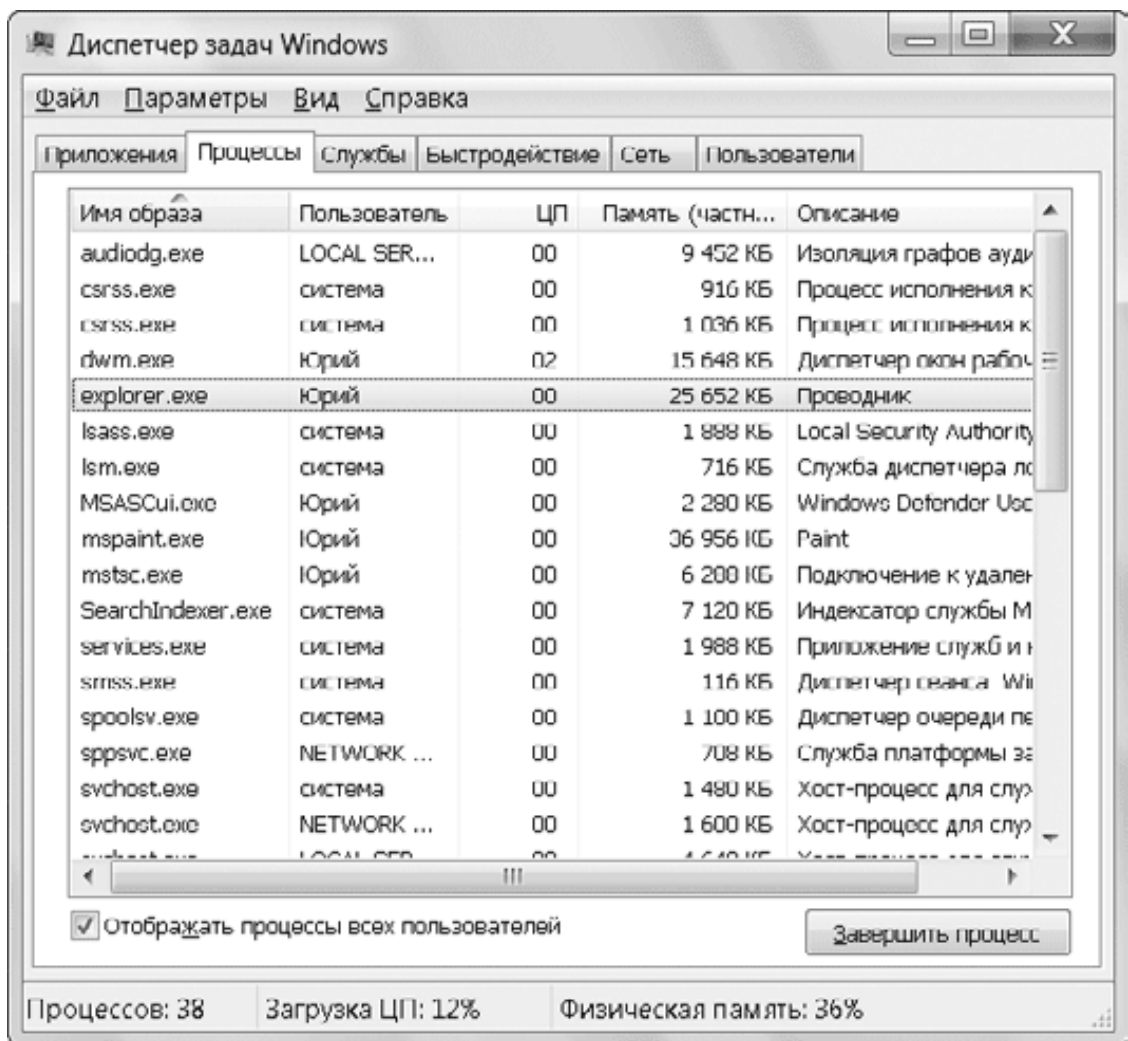 Диспетчер задач Windows
Файл Параметры Вид Справка
Приложения Процессы Службы Быстродействие Сеть Пользователи
Имя образа Пользователь ЦП Память (частн... Описание
audiodg.exe LOCAL SER... 00 9 452 КБ Изоляция графов ауди
csrss.exe система 00 916 КБ Процесс исполнения к
csrss.exe система 00 1 036 КБ Процесс исполнения к
dwm.exe Юрий 02 15 648 КБ Диспетчер окон рабоч
explorer.exe Юрий 00 25 652 КБ Проводник
lsass.exe система 00 1 888 КБ Local Security Authority
lsm.exe система 00 716 КБ Служба диспетчера ло
MSASCui.exe Юрий 00 2 280 КБ Windows Defender Use
mspaint.exe Юрий 00 36 956 КБ Paint
mstsc.exe Юрий 00 6 200 КБ Подключение к удален
SearchIndexer.exe система 00 7 120 КБ Индексатор службы M
services.exe система 00 1 988 КБ Приложение служб и к
smss.exe система 00 116 КБ Диспетчер сеанса Wi
spoolsv.exe система 00 1 100 КБ Диспетчер очереди пе
sppsvc.exe NETWORK ... 00 708 КБ Служба платформы за
svchost.exe система 00 1 480 КБ Хост-процесс для служ
svchost.exe NETWORK ... 00 1 600 КБ Хост-процесс для служ
Отображать процессы всех пользователей
Завершить процесс
Процессов: 38 Загрузка ЦП: 12% Физическая память: 36%